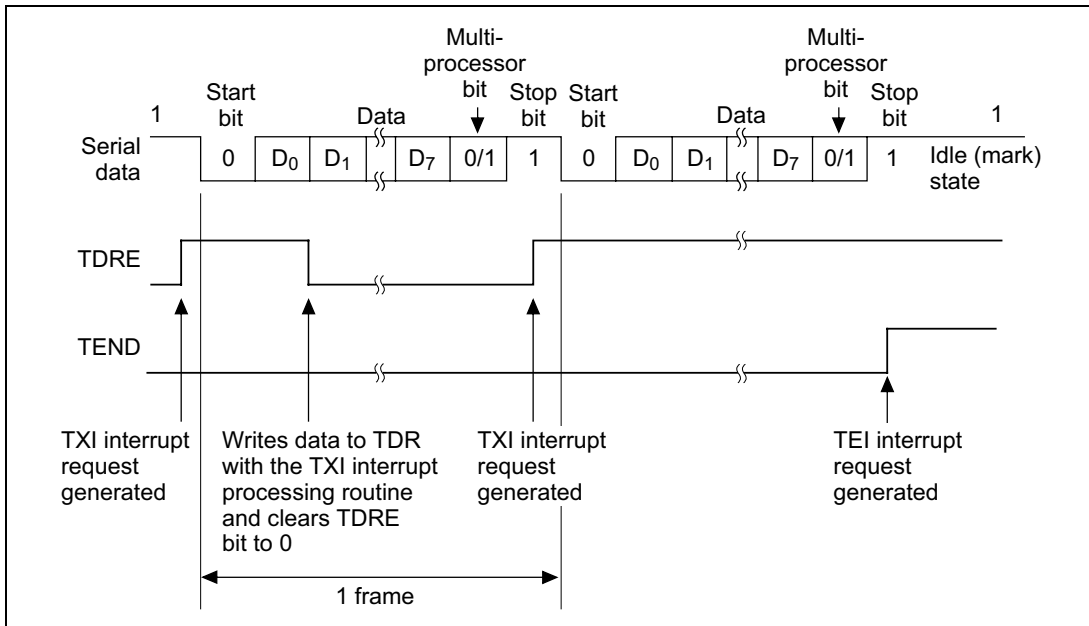 Multi-
processor
bit
Multi-
processor
bit
1
Start
bit
Data
Stop
bit
Start
bit
Data
Stop
bit
1
Serial
data
0
D0
D1
D7
0/1
1
0
D0
D1
D7
0/1
1
Idle (mark)
state
TDRE
TEND
TXI interrupt
request
generated
Writes data to TDR
with the TXI interrupt
processing routine
and clears TDRE
bit to 0
TXI interrupt
request
generated
TEI interrupt
request
generated
1 frame